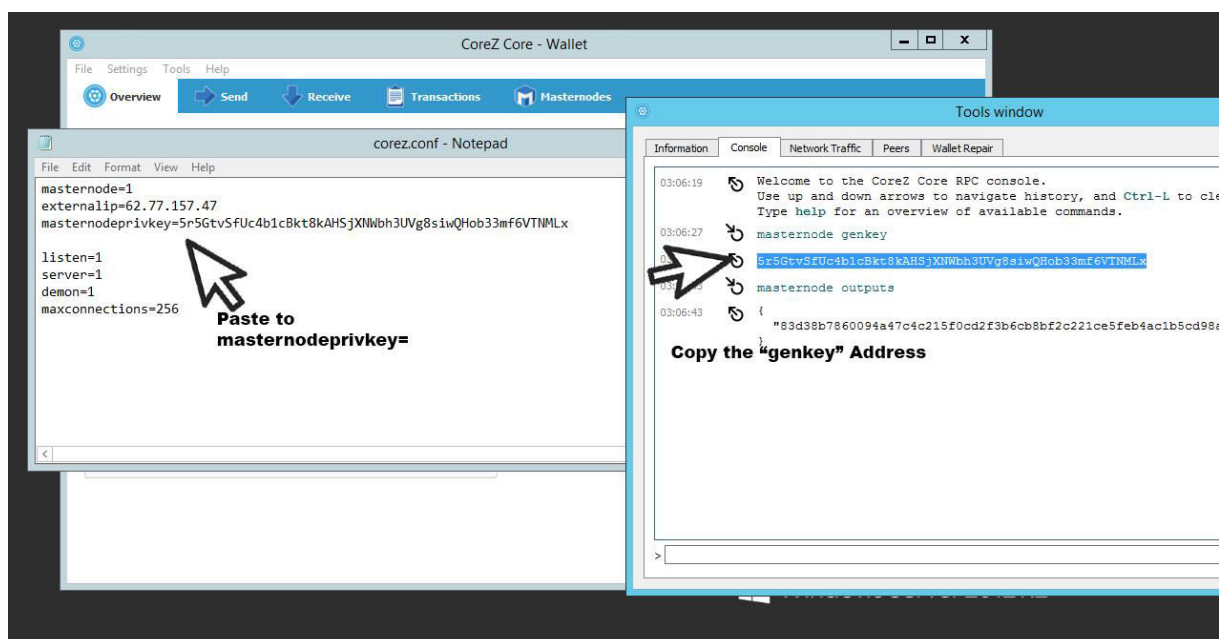 CoreZ Core - Wallet
File Settings Tools Help
Overview Send Receive Transactions Masternodes
corez.conf - Notepad
File Edit Format View Help
masternode=1
externalip=62.77.157.47
masternodeprivkey=5r5GtvSfUc4b1cBkt8kAHSjXNWbh3UVg8siwQHob33mf6VTNMLx
listen=1
server=1
demon=1
maxconnections=256
Paste to
masternodeprivkey=
Tools window
Information Console Network Traffic Peers Wallet Repair
03:06:19 Welcome to the CoreZ Core RPC console.
Use up and down arrows to navigate history, and Ctrl-L to cle
Type help for an overview of available commands.
03:06:27 masternode genkey
5r5GtvSfUc4b1cBkt8kAHSjXNWbh3UVg8siwQHob33mf6VTNMLx
masternode outputs
03:06:43 {
"83d38b7860094a47c4c215f0cd2f3b6cb8bf2c221ce5feb4ac1b5cd98a
}
Copy the “genkey” Address
>